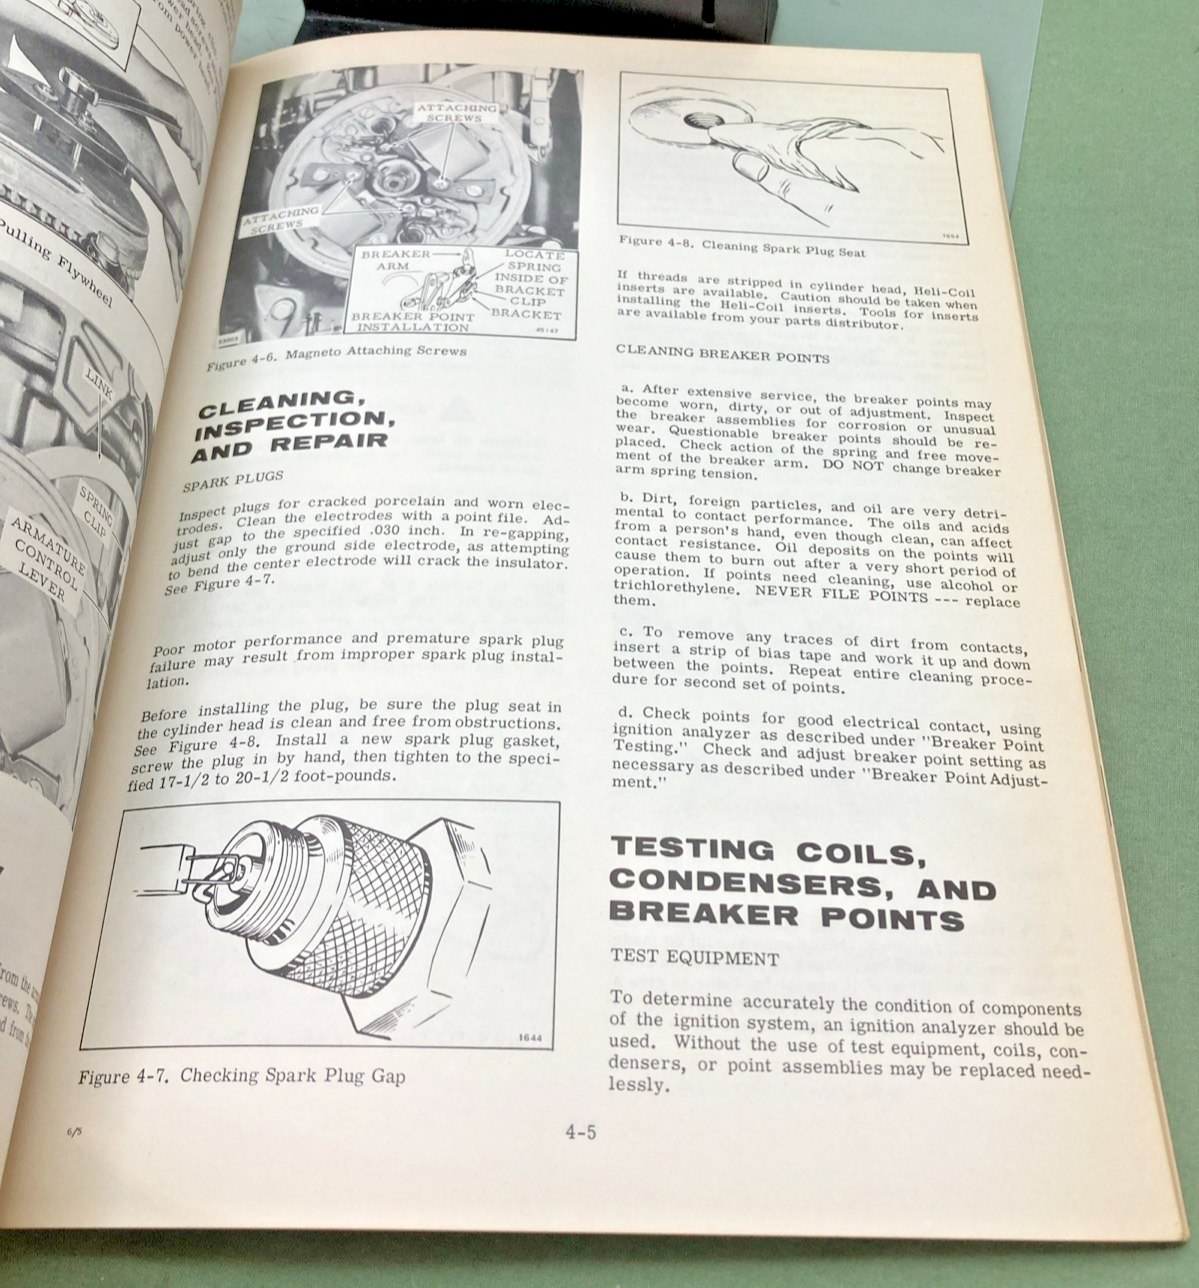 Pulling Flywheel
LINK
SPRING
CLIP
ARMATURE
CONTROL
LEVER
from the
ATTACHING
SCREWS
ATTACHING
SCREWS
BREAKER
ARM
LOCATE
SPRING
INSIDE OF
BRACKET
CLIP
BRACKET
BREAKER POINT
INSTALLATION
Figure 4-6. Magneto Attaching Screws
CLEANING,
INSPECTION,
AND REPAIR
SPARK PLUGS
Inspect plugs for cracked porcelain and worn elec-
trodes. Clean the electrodes with a point file. Ad-
just gap to the specified .030 inch. In re-gapping,
adjust only the ground side electrode, as attempting
to bend the center electrode will crack the insulator.
See Figure 4-7.
Poor motor performance and premature spark plug
failure may result from improper spark plug instal-
lation.
Before installing the plug, be sure the plug seat in
the cylinder head is clean and free from obstructions.
See Figure 4-8. Install a new spark plug gasket,
screw the plug in by hand, then tighten to the speci-
fied 17-1/2 to 20-1/2 foot-pounds.
1644
Figure 4-7. Checking Spark Plug Gap
1654
Figure 4-8. Cleaning Spark Plug Seat
If threads are stripped in cylinder head, Heli-Coil
inserts are available. Caution should be taken when
installing the Heli-Coil inserts. Tools for inserts
are available from your parts distributor.
CLEANING BREAKER POINTS
a. After extensive service, the breaker points may
become worn, dirty, or out of adjustment. Inspect
the breaker assemblies for corrosion or unusual
wear. Questionable breaker points should be re-
placed. Check action of the spring and free move-
ment of the breaker arm. DO NOT change breaker
arm spring tension.
b. Dirt, foreign particles, and oil are very detri-
mental to contact performance. The oils and acids
from a person's hand, even though clean, can affect
contact resistance. Oil deposits on the points will
cause them to burn out after a very short period of
operation. If points need cleaning, use alcohol or
trichlorethylene. NEVER FILE POINTS --- replace
them.
c. To remove any traces of dirt from contacts,
insert a strip of bias tape and work it up and down
between the points. Repeat entire cleaning proce-
dure for second set of points.
d. Check points for good electrical contact, using
ignition analyzer as described under "Breaker Point
Testing." Check and adjust breaker point setting as
necessary as described under "Breaker Point Adjust-
ment."
TESTING COILS,
CONDENSERS, AND
BREAKER POINTS
TEST EQUIPMENT
To determine accurately the condition of components
of the ignition system, an ignition analyzer should be
used. Without the use of test equipment, coils, con-
densers, or point assemblies may be replaced need-
lessly.
6/5
4-5